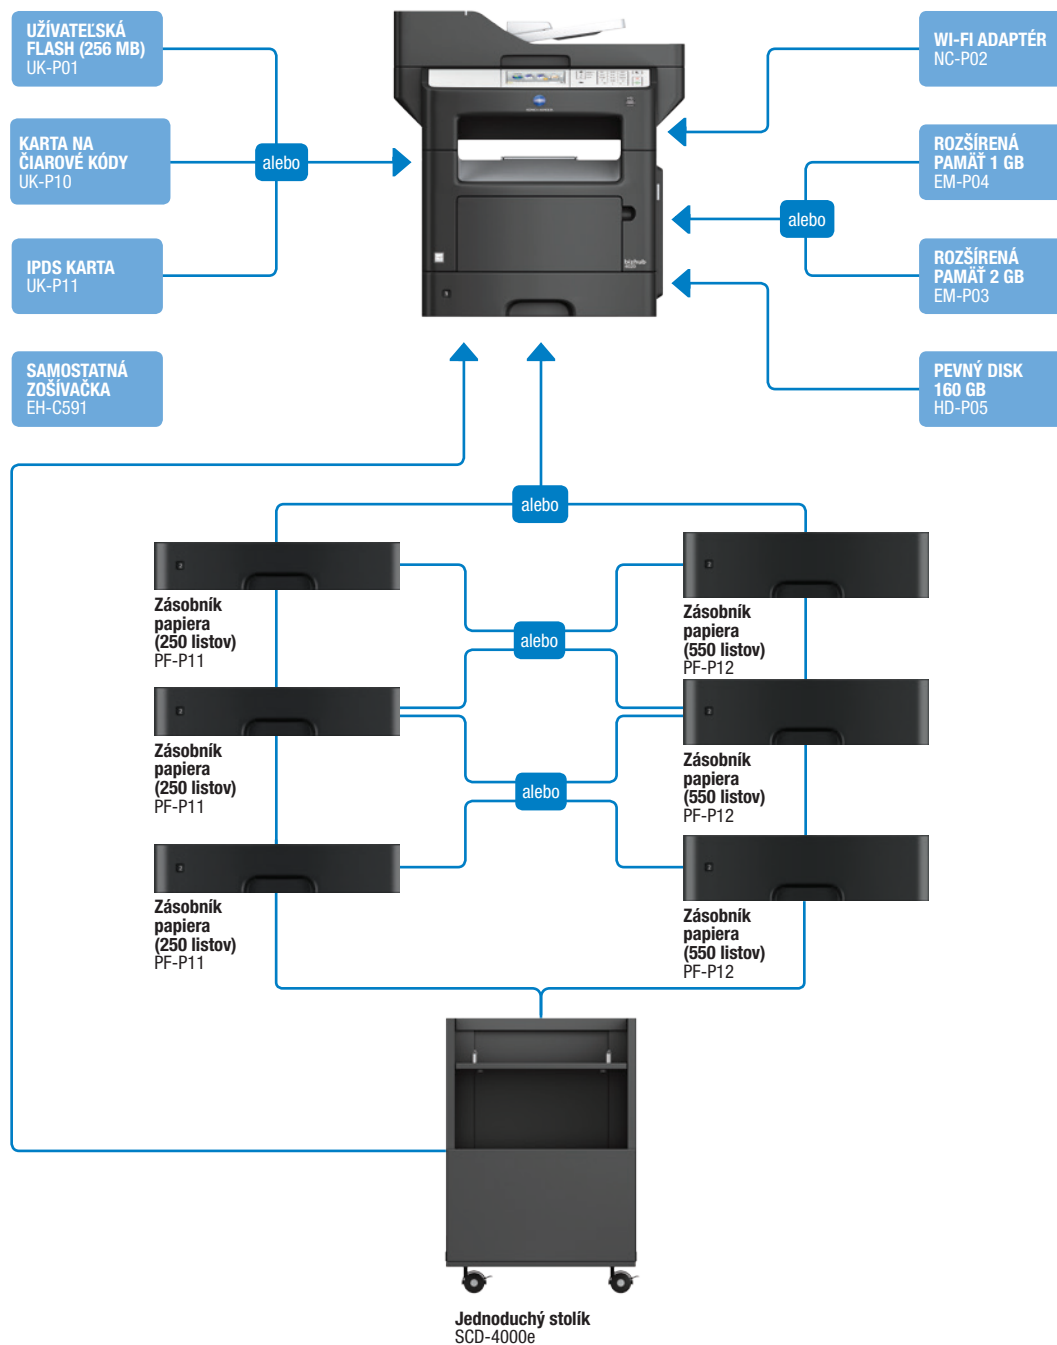 UŽÍVATEĽSKÁ
FLASH (256 MB)
UK-P01
KARTA NA
ČIAROVÉ KÓDY
UK-P10
IPDS KARTA
UK-P11
SAMOSTATNÁ
ZOŠÍVAČKA
EH-C591
alebo
bizhub
WI-FI ADAPTÉR
NC-P02
ROZŠÍRENÁ
PAMÄŤ 1 GB
EM-P04
alebo
ROZŠÍRENÁ
PAMÄŤ 2 GB
EM-P03
PEVNÝ DISK
160 GB
HD-P05
alebo
Zásobník
papiera
(250 listov)
PF-P11
alebo
Zásobník
papiera
(550 listov)
PF-P12
Zásobník
papiera
(250 listov)
PF-P11
alebo
Zásobník
papiera
(550 listov)
PF-P12
Zásobník
papiera
(250 listov)
PF-P11
Zásobník
papiera
(550 listov)
PF-P12
Jednoduchý stolík
SCD-4000e